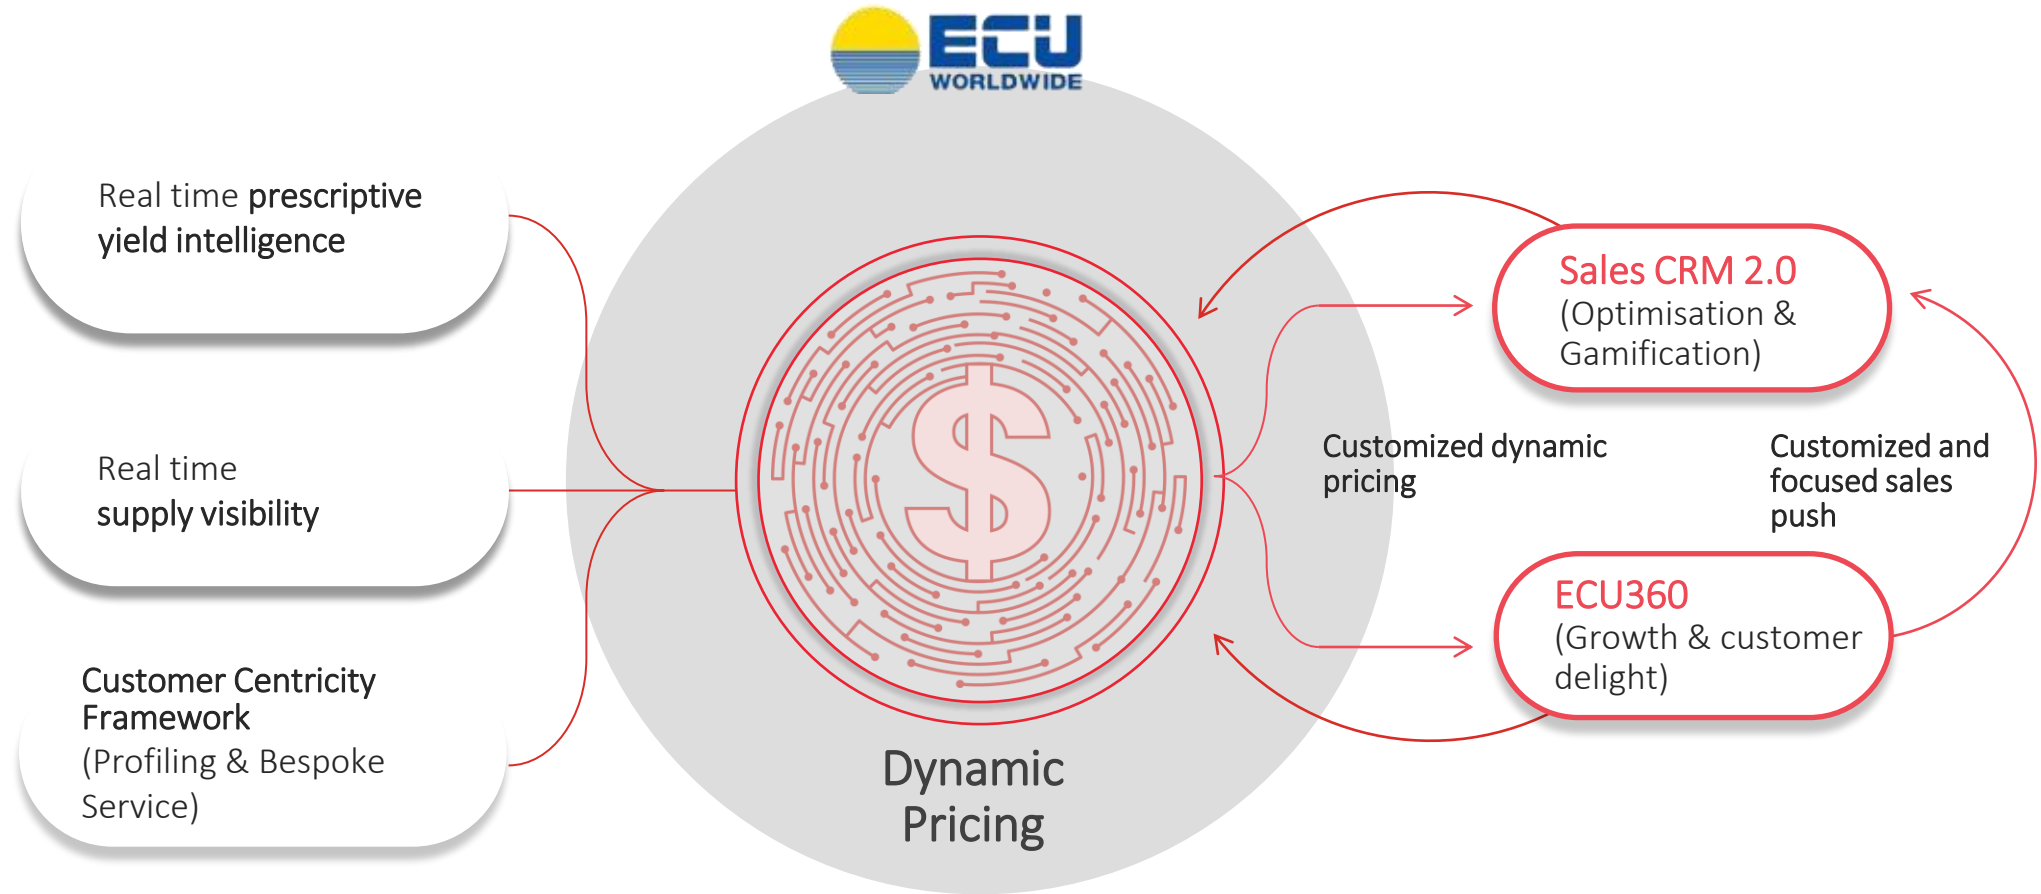 ECU
WORLDWIDE
Real time prescriptive
yield intelligence
Real time
supply visibility
Customer Centricity
Framework
(Profiling & Bespoke
Service)
$
Dynamic
Pricing
Customized dynamic
pricing
Sales CRM 2.0
(Optimisation &
Gamification)
Customized and
focused sales
push
ECU360
(Growth & customer
delight)